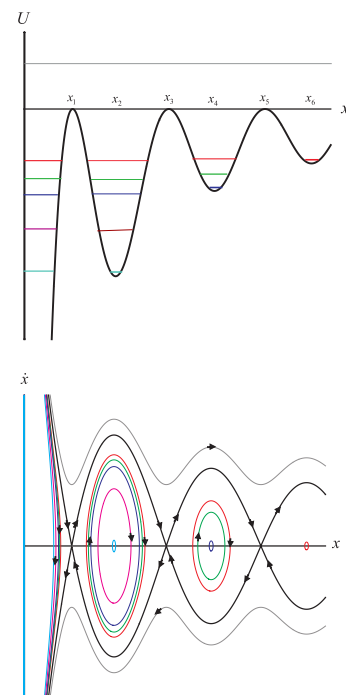 U
x₁ x₂ x₃ x₄ x₅ x₆
x
ẋ
x